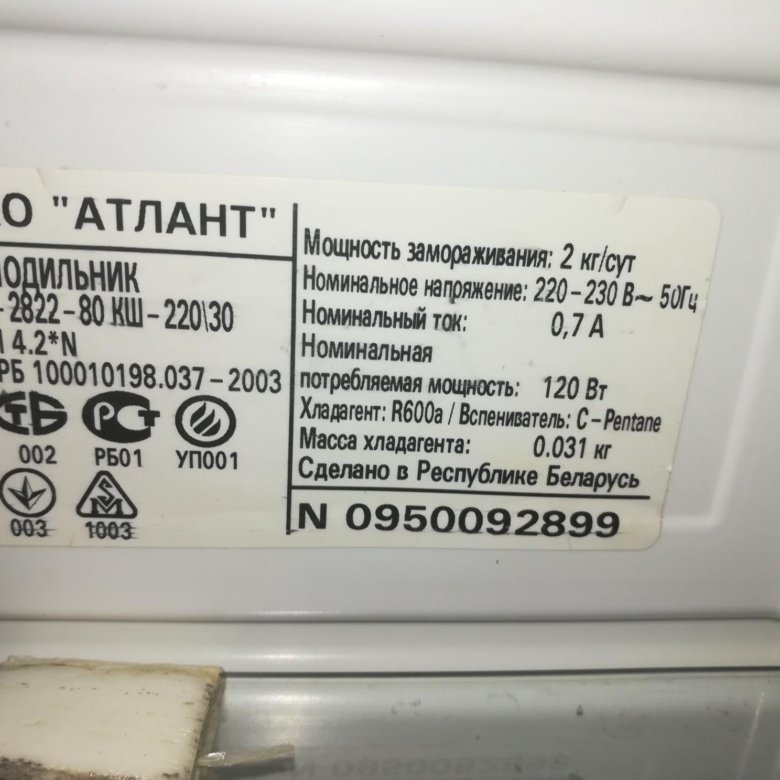 О "АТЛАНТ"
ОДИЛЬНИК
- 2822-80 КШ-220\30
4.2*N
РБ 100010198.037-2003
002 РБ01 УП001
003 1003
Мощность замораживания: 2 кг/сут
Номинальное напряжение: 220-230 В~ 50Гц
Номинальный ток: 0,7 А
Номинальная
потребляемая мощность: 120 Вт
Хладагент: R600a / Вспениватель: C-Pentane
Масса хладагента: 0.031 кг
Сделано в Республике Беларусь
N 0950092899